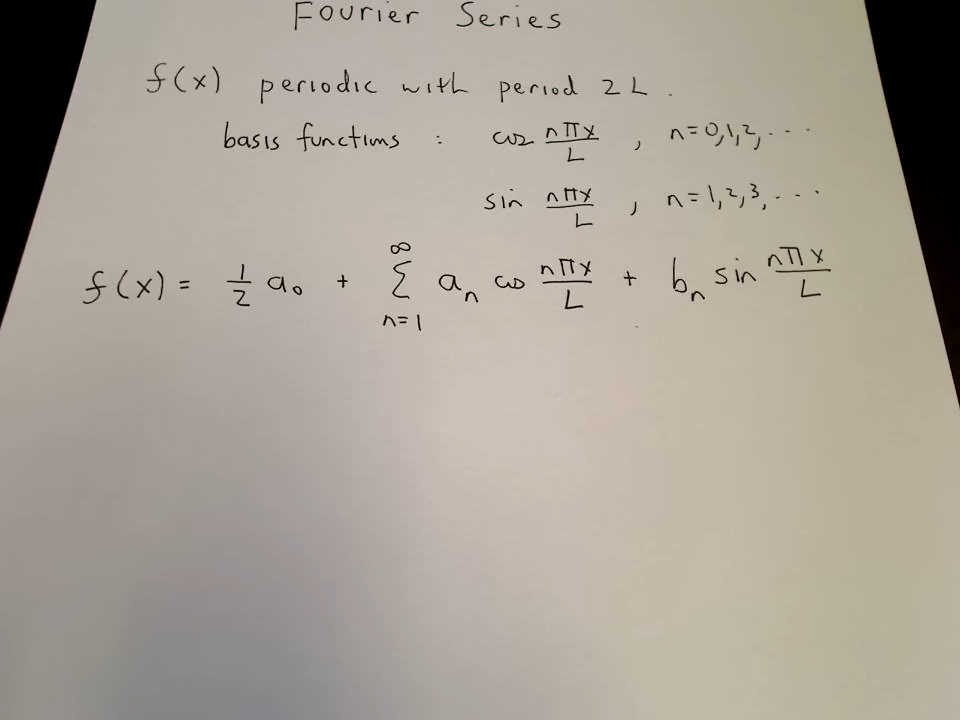 Fourier Series
f(x) periodic with period 2L.
basis functions : cos nπx/L , n=0,1,2,...
sin nπx/L , n=1,2,3,...
f(x) = 1/2 a₀ + ∞∑n=1 aₙ cos nπx/L + bₙ sin nπx/L